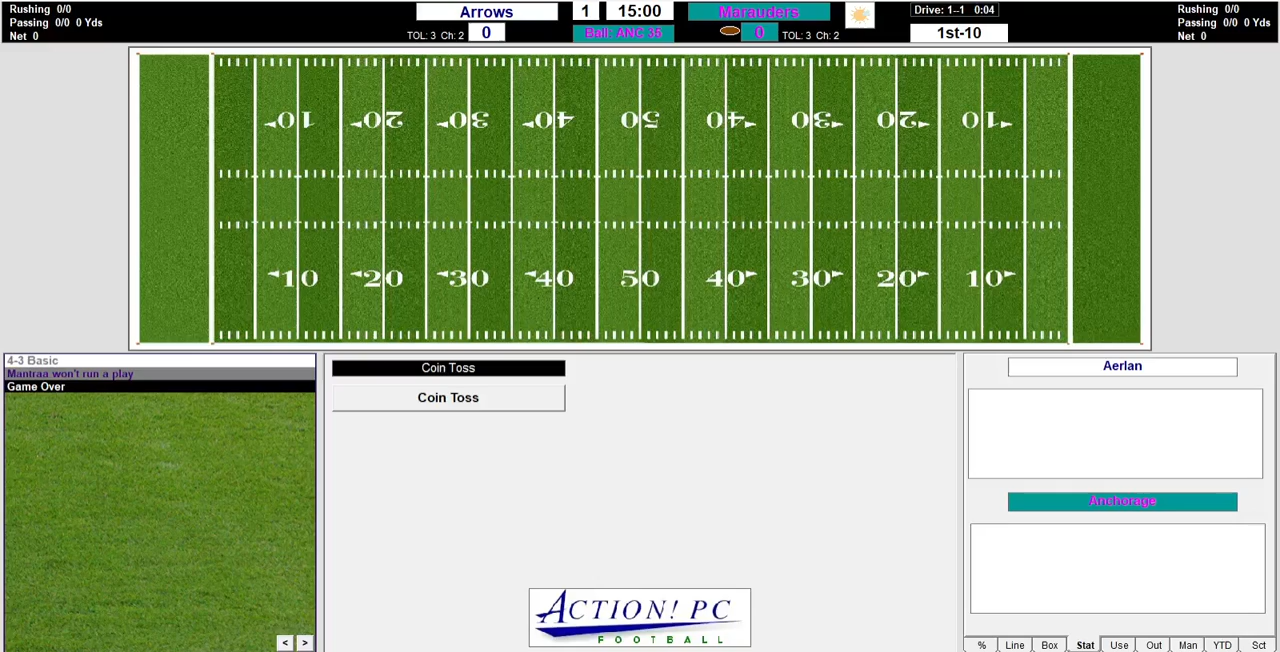 Rushing 0/0
Passing 0/0 0 Yds
Net 0
Arrows
TOL: 3 Ch: 2 0
1 15:00
Ball: ANC 35
Marauders
0 TOL: 3 Ch: 2
Drive: 1--1 0:04
1st-10
Rushing 0/0
Passing 0/0 0 Yds
Net 0
10 20 30 40 50 40 30 20 10
10 20 30 40 50 40 30 20 10
4-3 Basic
Mantraa won't run a play
Game Over
< >
Coin Toss
Coin Toss
ACTION! PC
FOOTBALL
Aerlan
Anchorage
% Line Box Stat Use Out Man YTD Sct